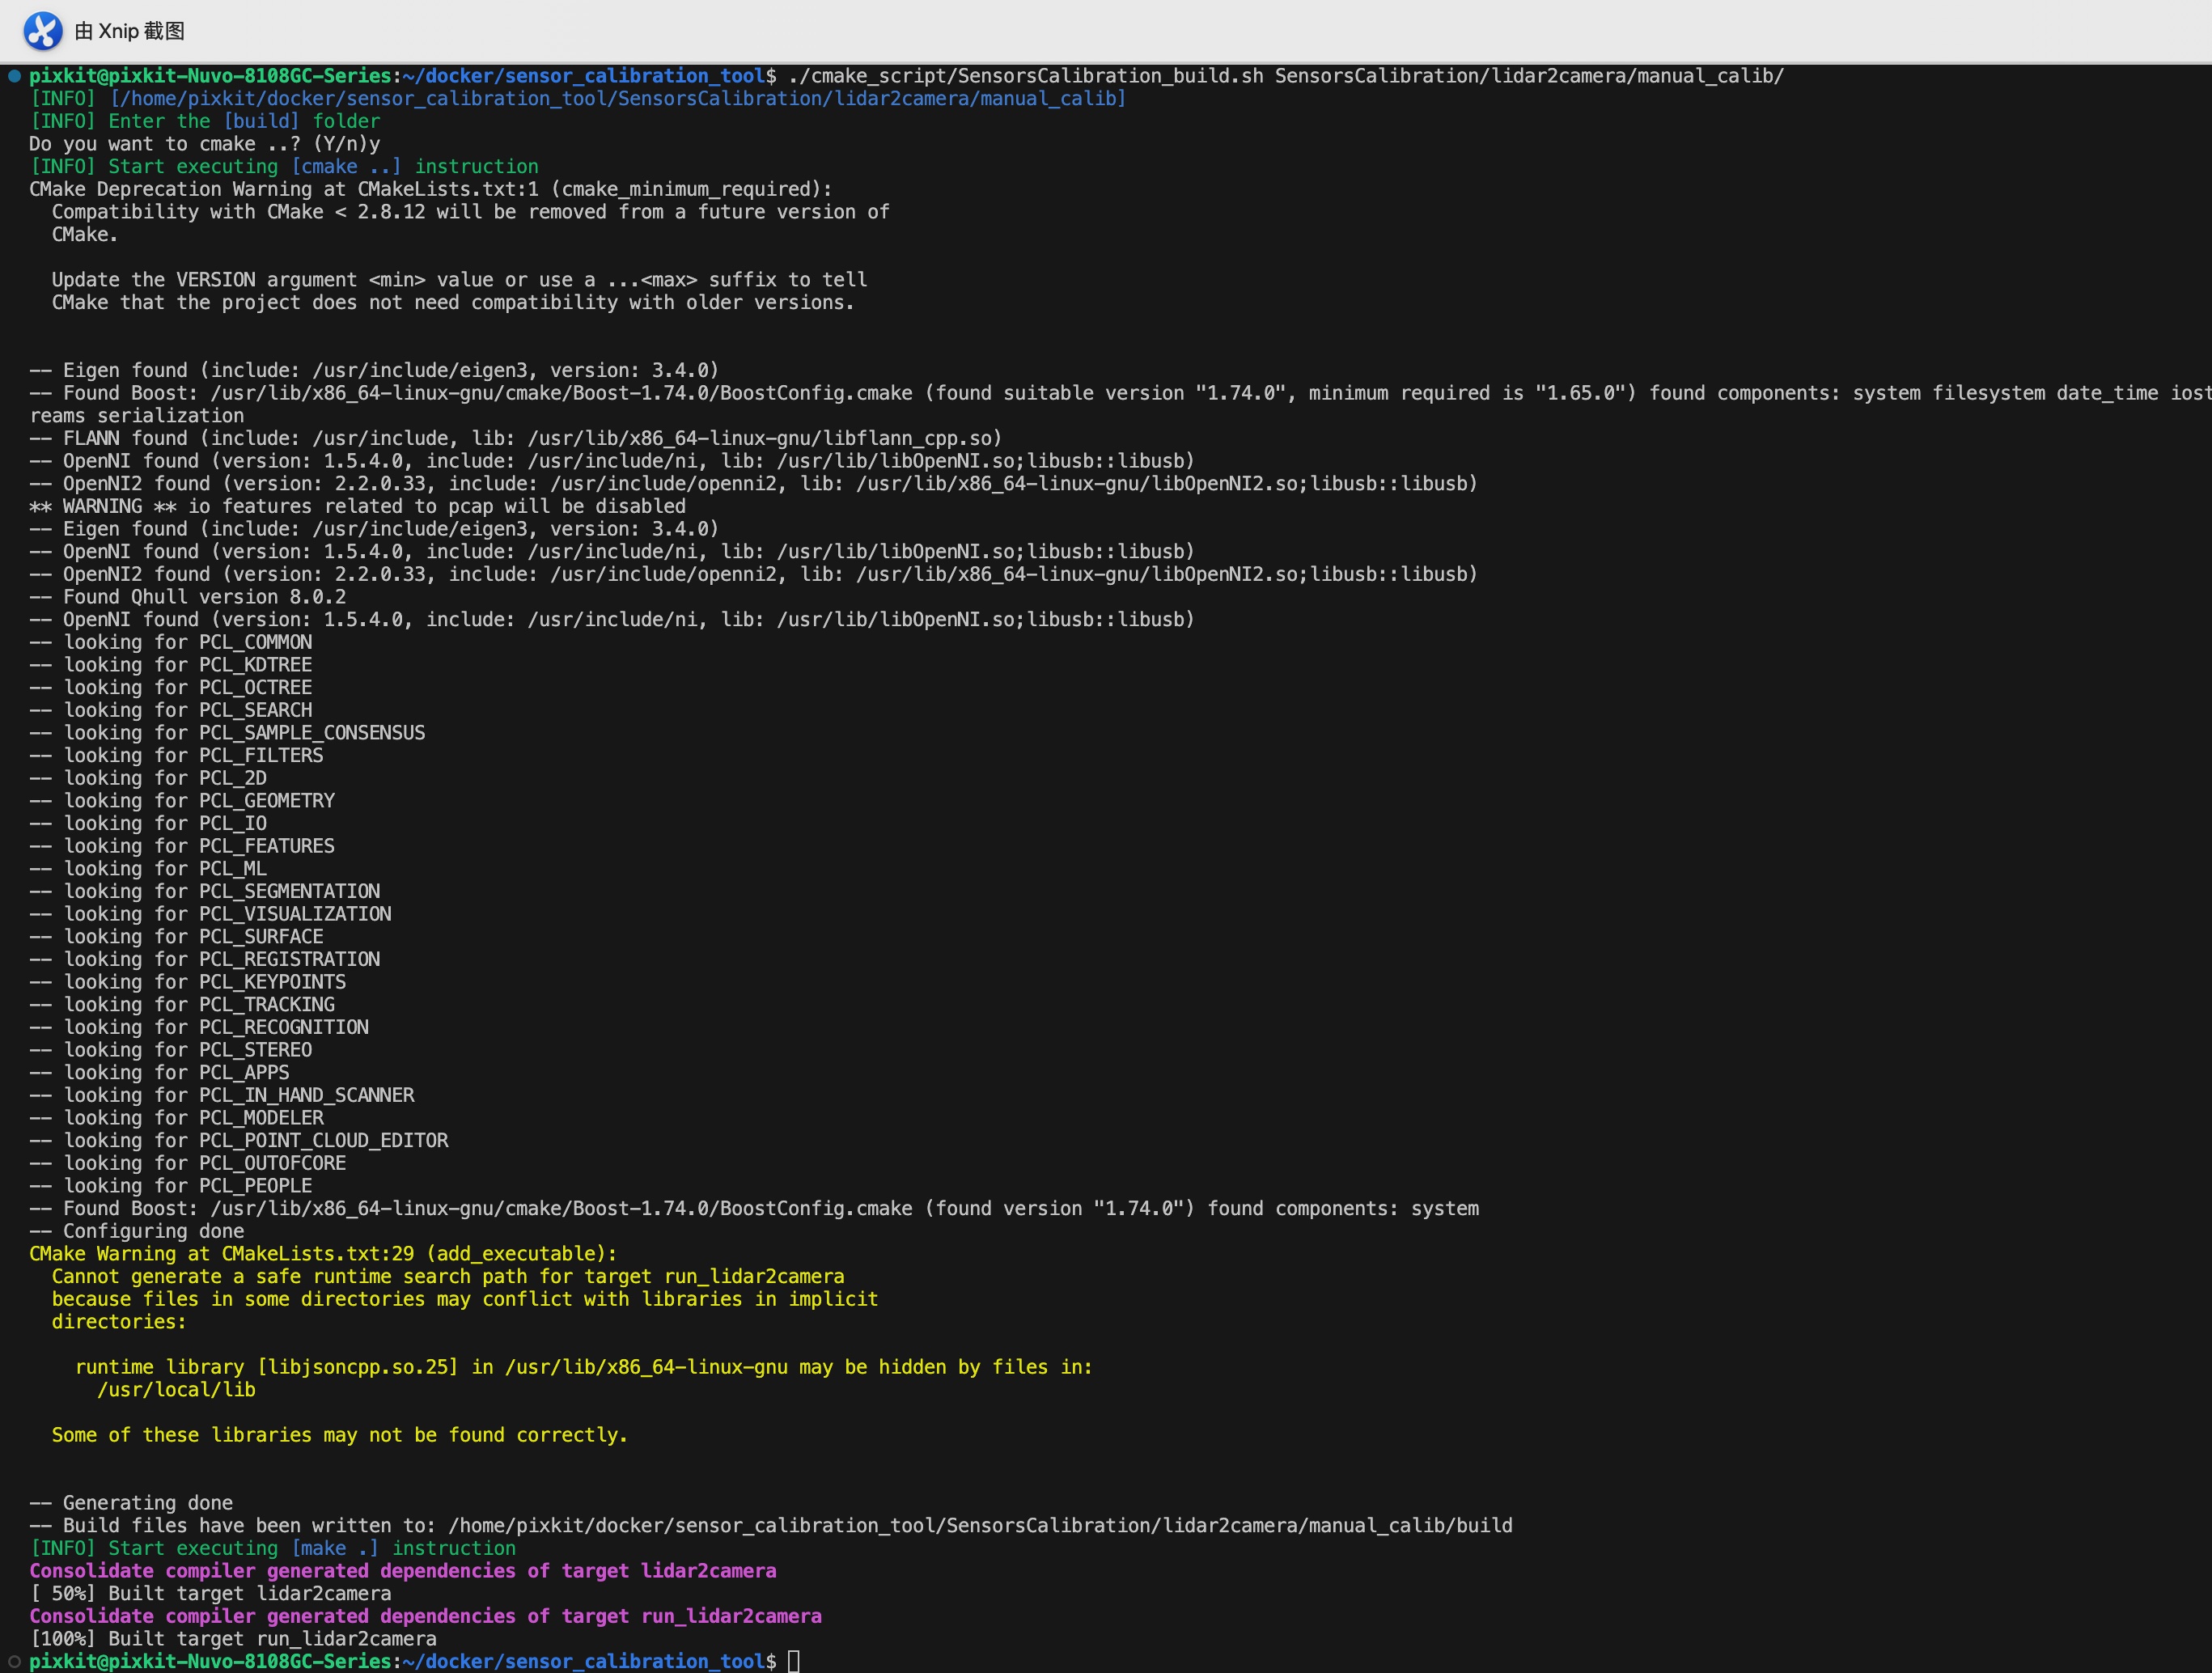 由 Xnip 截图
pixkit@pixkit-Nuvo-8108GC-Series:~/docker/sensor_calibration_tool$ ./cmake_script/SensorsCalibration_build.sh SensorsCalibration/lidar2camera/manual_calib/
[INFO] [/home/pixkit/docker/sensor_calibration_tool/SensorsCalibration/lidar2camera/manual_calib]
[INFO] Enter the [build] folder
Do you want to cmake ..? (Y/n)y
[INFO] Start executing [cmake ..] instruction
CMake Deprecation Warning at CMakeLists.txt:1 (cmake_minimum_required):
  Compatibility with CMake < 2.8.12 will be removed from a future version of
  CMake.

  Update the VERSION argument <min> value or use a ...<max> suffix to tell
  CMake that the project does not need compatibility with older versions.

-- Eigen found (include: /usr/include/eigen3, version: 3.4.0)
-- Found Boost: /usr/lib/x86_64-linux-gnu/cmake/Boost-1.74.0/BoostConfig.cmake (found suitable version "1.74.0", minimum required is "1.65.0") found components: system filesystem date_time iost
reams serialization
-- FLANN found (include: /usr/include, lib: /usr/lib/x86_64-linux-gnu/libflann_cpp.so)
-- OpenNI found (version: 1.5.4.0, include: /usr/include/ni, lib: /usr/lib/libOpenNI.so;libusb::libusb)
-- OpenNI2 found (version: 2.2.0.33, include: /usr/include/openni2, lib: /usr/lib/x86_64-linux-gnu/libOpenNI2.so;libusb::libusb)
** WARNING ** io features related to pcap will be disabled
-- Eigen found (include: /usr/include/eigen3, version: 3.4.0)
-- OpenNI found (version: 1.5.4.0, include: /usr/include/ni, lib: /usr/lib/libOpenNI.so;libusb::libusb)
-- OpenNI2 found (version: 2.2.0.33, include: /usr/include/openni2, lib: /usr/lib/x86_64-linux-gnu/libOpenNI2.so;libusb::libusb)
-- Found Qhull version 8.0.2
-- OpenNI found (version: 1.5.4.0, include: /usr/include/ni, lib: /usr/lib/libOpenNI.so;libusb::libusb)
-- looking for PCL_COMMON
-- looking for PCL_KDTREE
-- looking for PCL_OCTREE
-- looking for PCL_SEARCH
-- looking for PCL_SAMPLE_CONSENSUS
-- looking for PCL_FILTERS
-- looking for PCL_2D
-- looking for PCL_GEOMETRY
-- looking for PCL_IO
-- looking for PCL_FEATURES
-- looking for PCL_ML
-- looking for PCL_SEGMENTATION
-- looking for PCL_VISUALIZATION
-- looking for PCL_SURFACE
-- looking for PCL_REGISTRATION
-- looking for PCL_KEYPOINTS
-- looking for PCL_TRACKING
-- looking for PCL_RECOGNITION
-- looking for PCL_STEREO
-- looking for PCL_APPS
-- looking for PCL_IN_HAND_SCANNER
-- looking for PCL_MODELER
-- looking for PCL_POINT_CLOUD_EDITOR
-- looking for PCL_OUTOFCORE
-- looking for PCL_PEOPLE
-- Found Boost: /usr/lib/x86_64-linux-gnu/cmake/Boost-1.74.0/BoostConfig.cmake (found version "1.74.0") found components: system
-- Configuring done
CMake Warning at CMakeLists.txt:29 (add_executable):
  Cannot generate a safe runtime search path for target run_lidar2camera
  because files in some directories may conflict with libraries in implicit
  directories:

    runtime library [libjsoncpp.so.25] in /usr/lib/x86_64-linux-gnu may be hidden by files in:
      /usr/local/lib

  Some of these libraries may not be found correctly.

-- Generating done
-- Build files have been written to: /home/pixkit/docker/sensor_calibration_tool/SensorsCalibration/lidar2camera/manual_calib/build
[INFO] Start executing [make .] instruction
Consolidate compiler generated dependencies of target lidar2camera
[ 50%] Built target lidar2camera
Consolidate compiler generated dependencies of target run_lidar2camera
[100%] Built target run_lidar2camera
pixkit@pixkit-Nuvo-8108GC-Series:~/docker/sensor_calibration_tool$